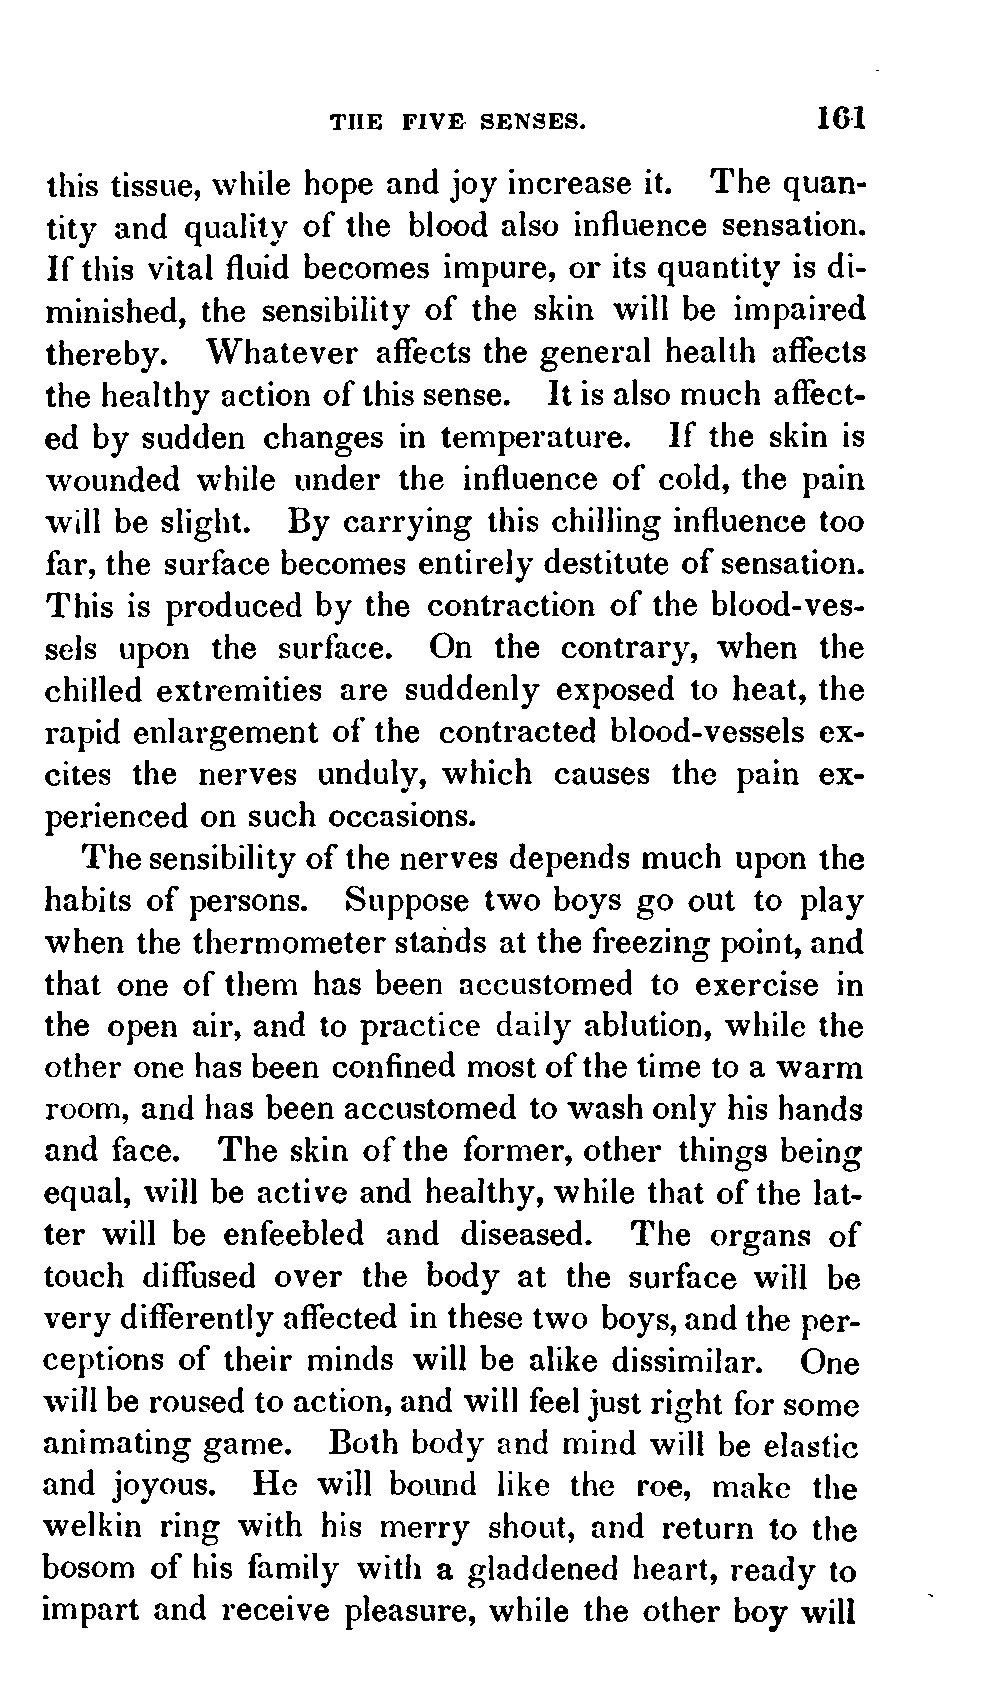 THE FIVE SENSES. 161
this tissue, while hope and joy increase it. The quan-
tity and quality of the blood also influence sensation.
If this vital fluid becomes impure, or its quantity is di-
minished, the sensibility of the skin will be impaired
thereby. Whatever affects the general health affects
the healthy action of this sense. It is also much affect-
ed by sudden changes in temperature. If the skin is
wounded while under the influence of cold, the pain
will be slight. By carrying this chilling influence too
far, the surface becomes entirely destitute of sensation.
This is produced by the contraction of the blood-ves-
sels upon the surface. On the contrary, when the
chilled extremities are suddenly exposed to heat, the
rapid enlargement of the contracted blood-vessels ex-
cites the nerves unduly, which causes the pain ex-
perienced on such occasions.
The sensibility of the nerves depends much upon the
habits of persons. Suppose two boys go out to play
when the thermometer stands at the freezing point, and
that one of them has been accustomed to exercise in
the open air, and to practice daily ablution, while the
other one has been confined most of the time to a warm
room, and has been accustomed to wash only his hands
and face. The skin of the former, other things being
equal, will be active and healthy, while that of the lat-
ter will be enfeebled and diseased. The organs of
touch diffused over the body at the surface will be
very differently affected in these two boys, and the per-
ceptions of their minds will be alike dissimilar. One
will be roused to action, and will feel just right for some
animating game. Both body and mind will be elastic
and joyous. He will bound like the roe, make the
welkin ring with his merry shout, and return to the
bosom of his family with a gladdened heart, ready to
impart and receive pleasure, while the other boy will